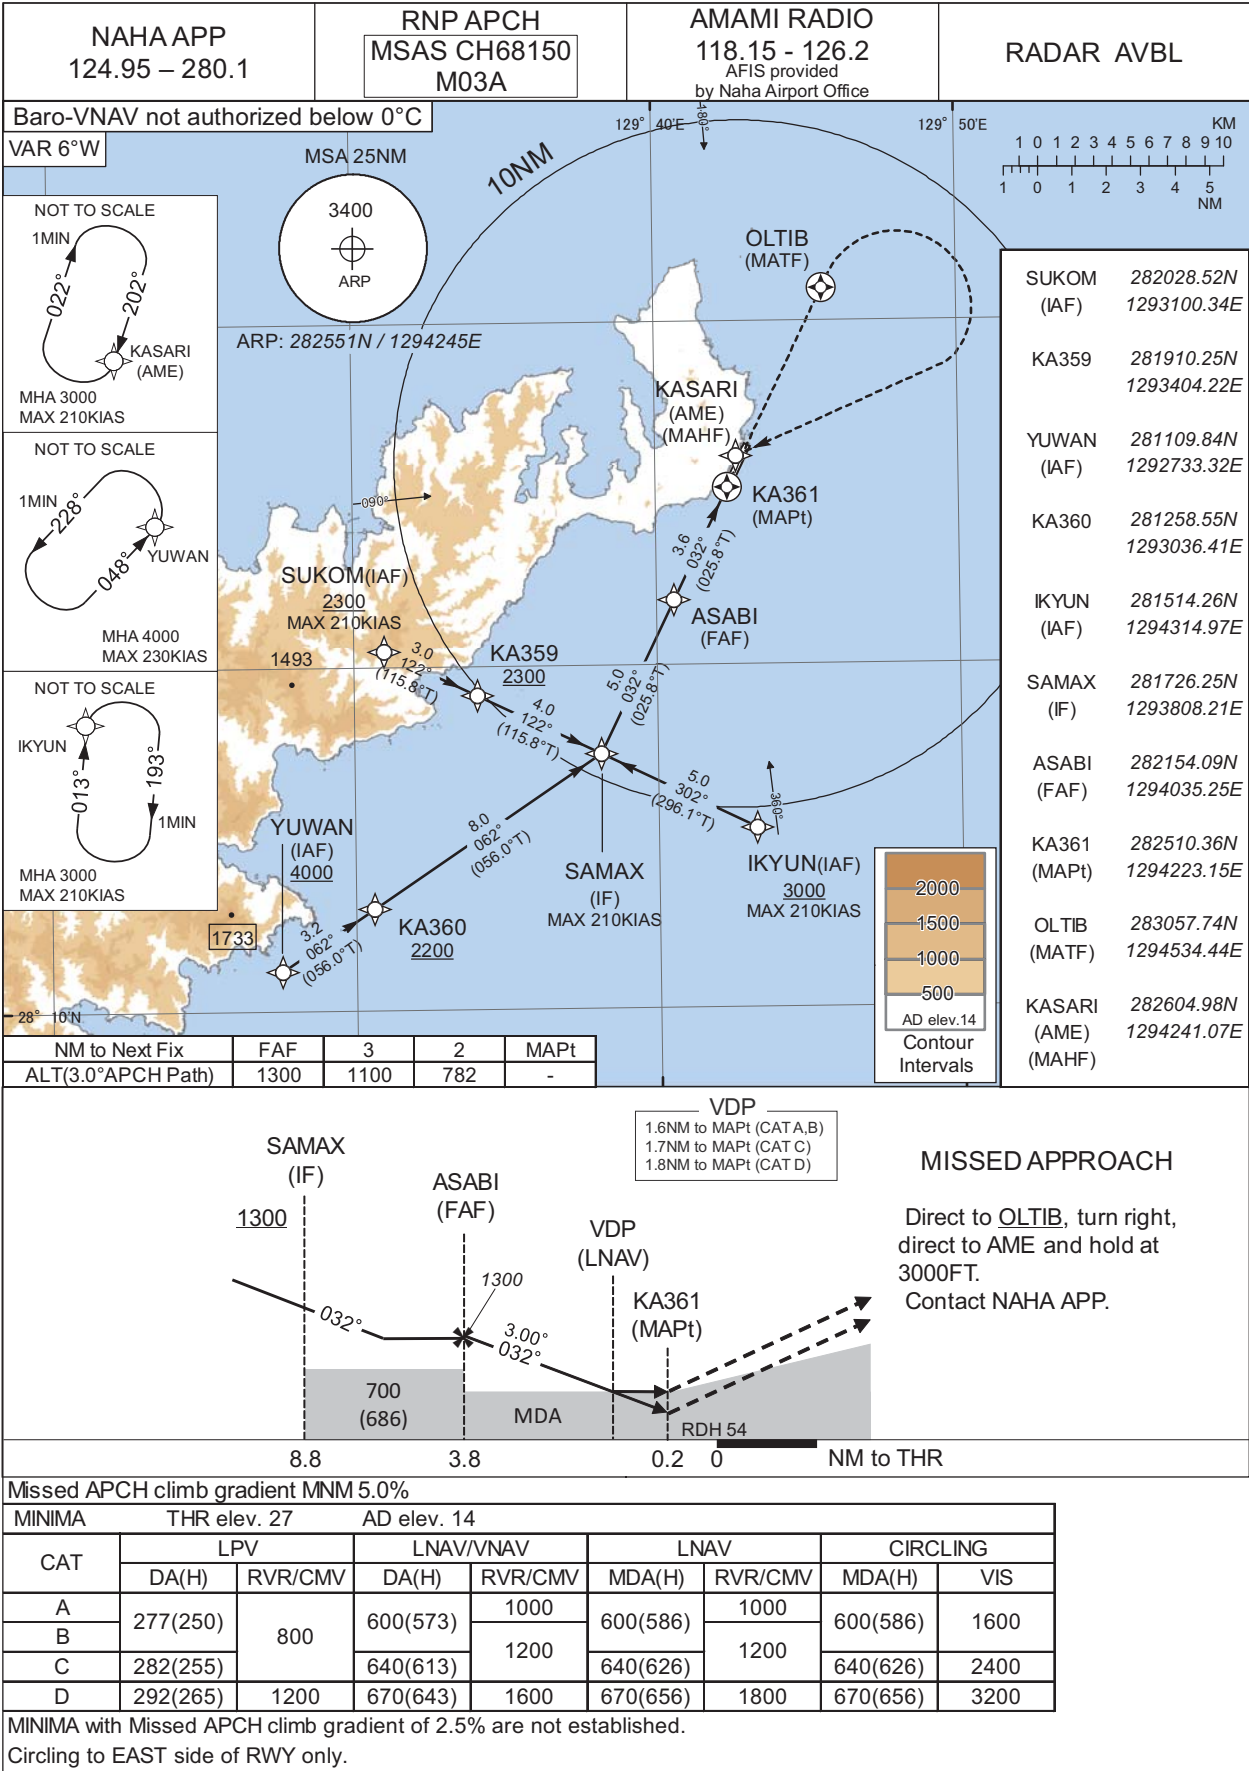 NAHA APP
124.95 – 280.1
RNP APCH
MSAS CH68150
M03A
AMAMI RADIO
118.15 - 126.2
AFIS provided
by Naha Airport Office
RADAR AVBL
Baro-VNAV not authorized below 0°C
VAR 6°W
MSA 25NM
3400
ARP
ARP: 282551N / 1294245E
10NM
129° 40'E
129° 50'E
180°
KM
1 0 1 2 3 4 5 6 7 8 9 10
1 0 1 2 3 4 5
NM
NOT TO SCALE
1MIN
022°
202°
KASARI
(AME)
MHA 3000
MAX 210KIAS
NOT TO SCALE
1MIN
228°
048°
YUWAN
MHA 4000
MAX 230KIAS
NOT TO SCALE
IKYUN
013°
193°
1MIN
MHA 3000
MAX 210KIAS
OLTIB
(MATF)
KASARI
(AME)
(MAHF)
KA361
(MAPt)
090°
3.6
032°
(025.8°T)
SUKOM(IAF)
2300
MAX 210KIAS
1493
3.0
122°
(115.8°T)
KA359
2300
ASABI
(FAF)
5.0
032°
(025.8°T)
4.0
122°
(115.8°T)
5.0
302°
(296.1°T)
360°
YUWAN
(IAF)
4000
8.0
062°
(056.0°T)
SAMAX
(IF)
MAX 210KIAS
IKYUN(IAF)
3000
MAX 210KIAS
KA360
2200
3.2
062°
(056.0°T)
1733
28° 10'N
2000
1500
1000
500
AD elev.14
Contour
Intervals
SUKOM 282028.52N
(IAF) 1293100.34E
KA359 281910.25N
1293404.22E
YUWAN 281109.84N
(IAF) 1292733.32E
KA360 281258.55N
1293036.41E
IKYUN 281514.26N
(IAF) 1294314.97E
SAMAX 281726.25N
(IF) 1293808.21E
ASABI 282154.09N
(FAF) 1294035.25E
KA361 282510.36N
(MAPt) 1294223.15E
OLTIB 283057.74N
(MATF) 1294534.44E
KASARI 282604.98N
(AME) 1294241.07E
(MAHF)
NM to Next Fix FAF 3 2 MAPt
ALT(3.0°APCH Path) 1300 1100 782 -
VDP
1.6NM to MAPt (CAT A,B)
1.7NM to MAPt (CAT C)
1.8NM to MAPt (CAT D)
SAMAX
(IF)
1300
ASABI
(FAF)
1300
VDP
(LNAV)
KA361
(MAPt)
032°
3.00°
032°
700
(686)
MDA
RDH 54
8.8 3.8 0.2 0 NM to THR
MISSED APPROACH
Direct to OLTIB, turn right,
direct to AME and hold at
3000FT.
Contact NAHA APP.
Missed APCH climb gradient MNM 5.0%
MINIMA THR elev. 27 AD elev. 14
CAT LPV LNAV/VNAV LNAV CIRCLING
DA(H) RVR/CMV DA(H) RVR/CMV MDA(H) RVR/CMV MDA(H) VIS
A 277(250) 800 600(573) 1000 600(586) 1000 600(586) 1600
B 1200 1200
C 282(255) 640(613) 640(626) 640(626) 2400
D 292(265) 1200 670(643) 1600 670(656) 1800 670(656) 3200
MINIMA with Missed APCH climb gradient of 2.5% are not established.
Circling to EAST side of RWY only.